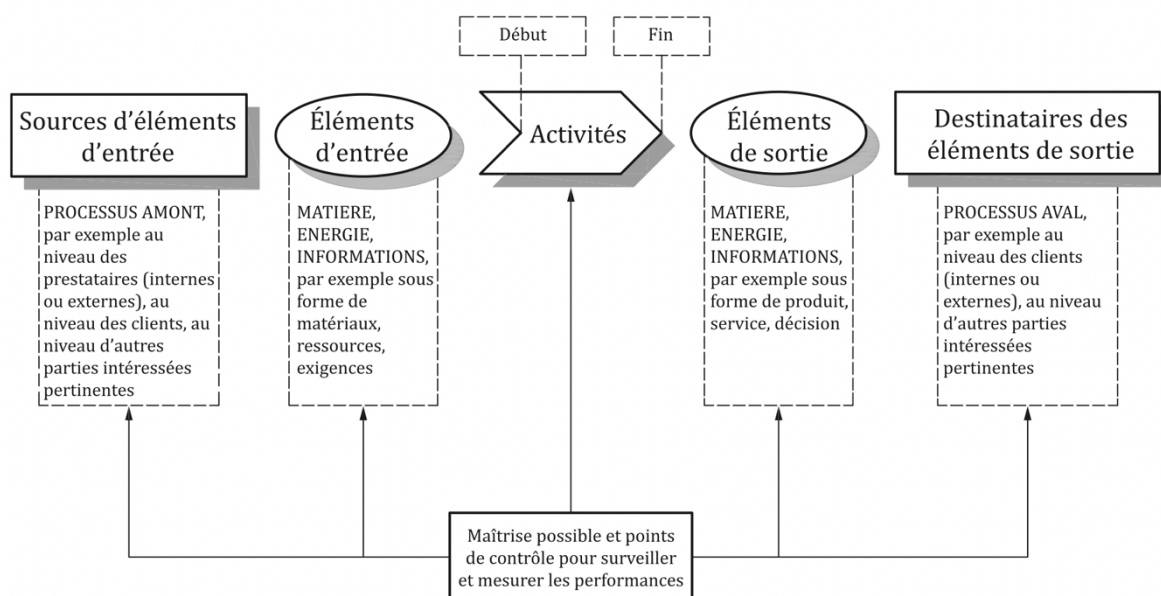 Début
Fin
Sources d'éléments
d'entrée
Éléments
d'entrée
Activités
Éléments
de sortie
Destinataires des
éléments de sortie
PROCESSUS AMONT,
par exemple au
niveau des
prestataires (internes
ou externes), au
niveau des clients, au
niveau d'autres
parties intéressées
pertinentes
MATIERE,
ENERGIE,
INFORMATIONS,
par exemple sous
forme de
matériaux,
ressources,
exigences
MATIERE,
ENERGIE,
INFORMATIONS,
par exemple sous
forme de produit,
service, décision
PROCESSUS AVAL,
par exemple au
niveau des clients
(internes ou
externes), au niveau
d'autres parties
intéressées
pertinentes
Maîtrise possible et points
de contrôle pour surveiller
et mesurer les performances